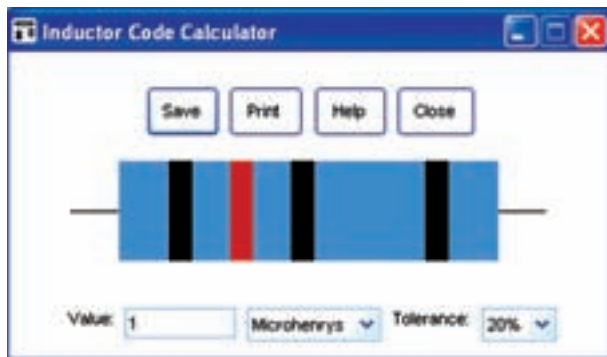 Inductor Code Calculator
Save Print Help Close
Value: 1 Microhenrys Tolerance: 20%